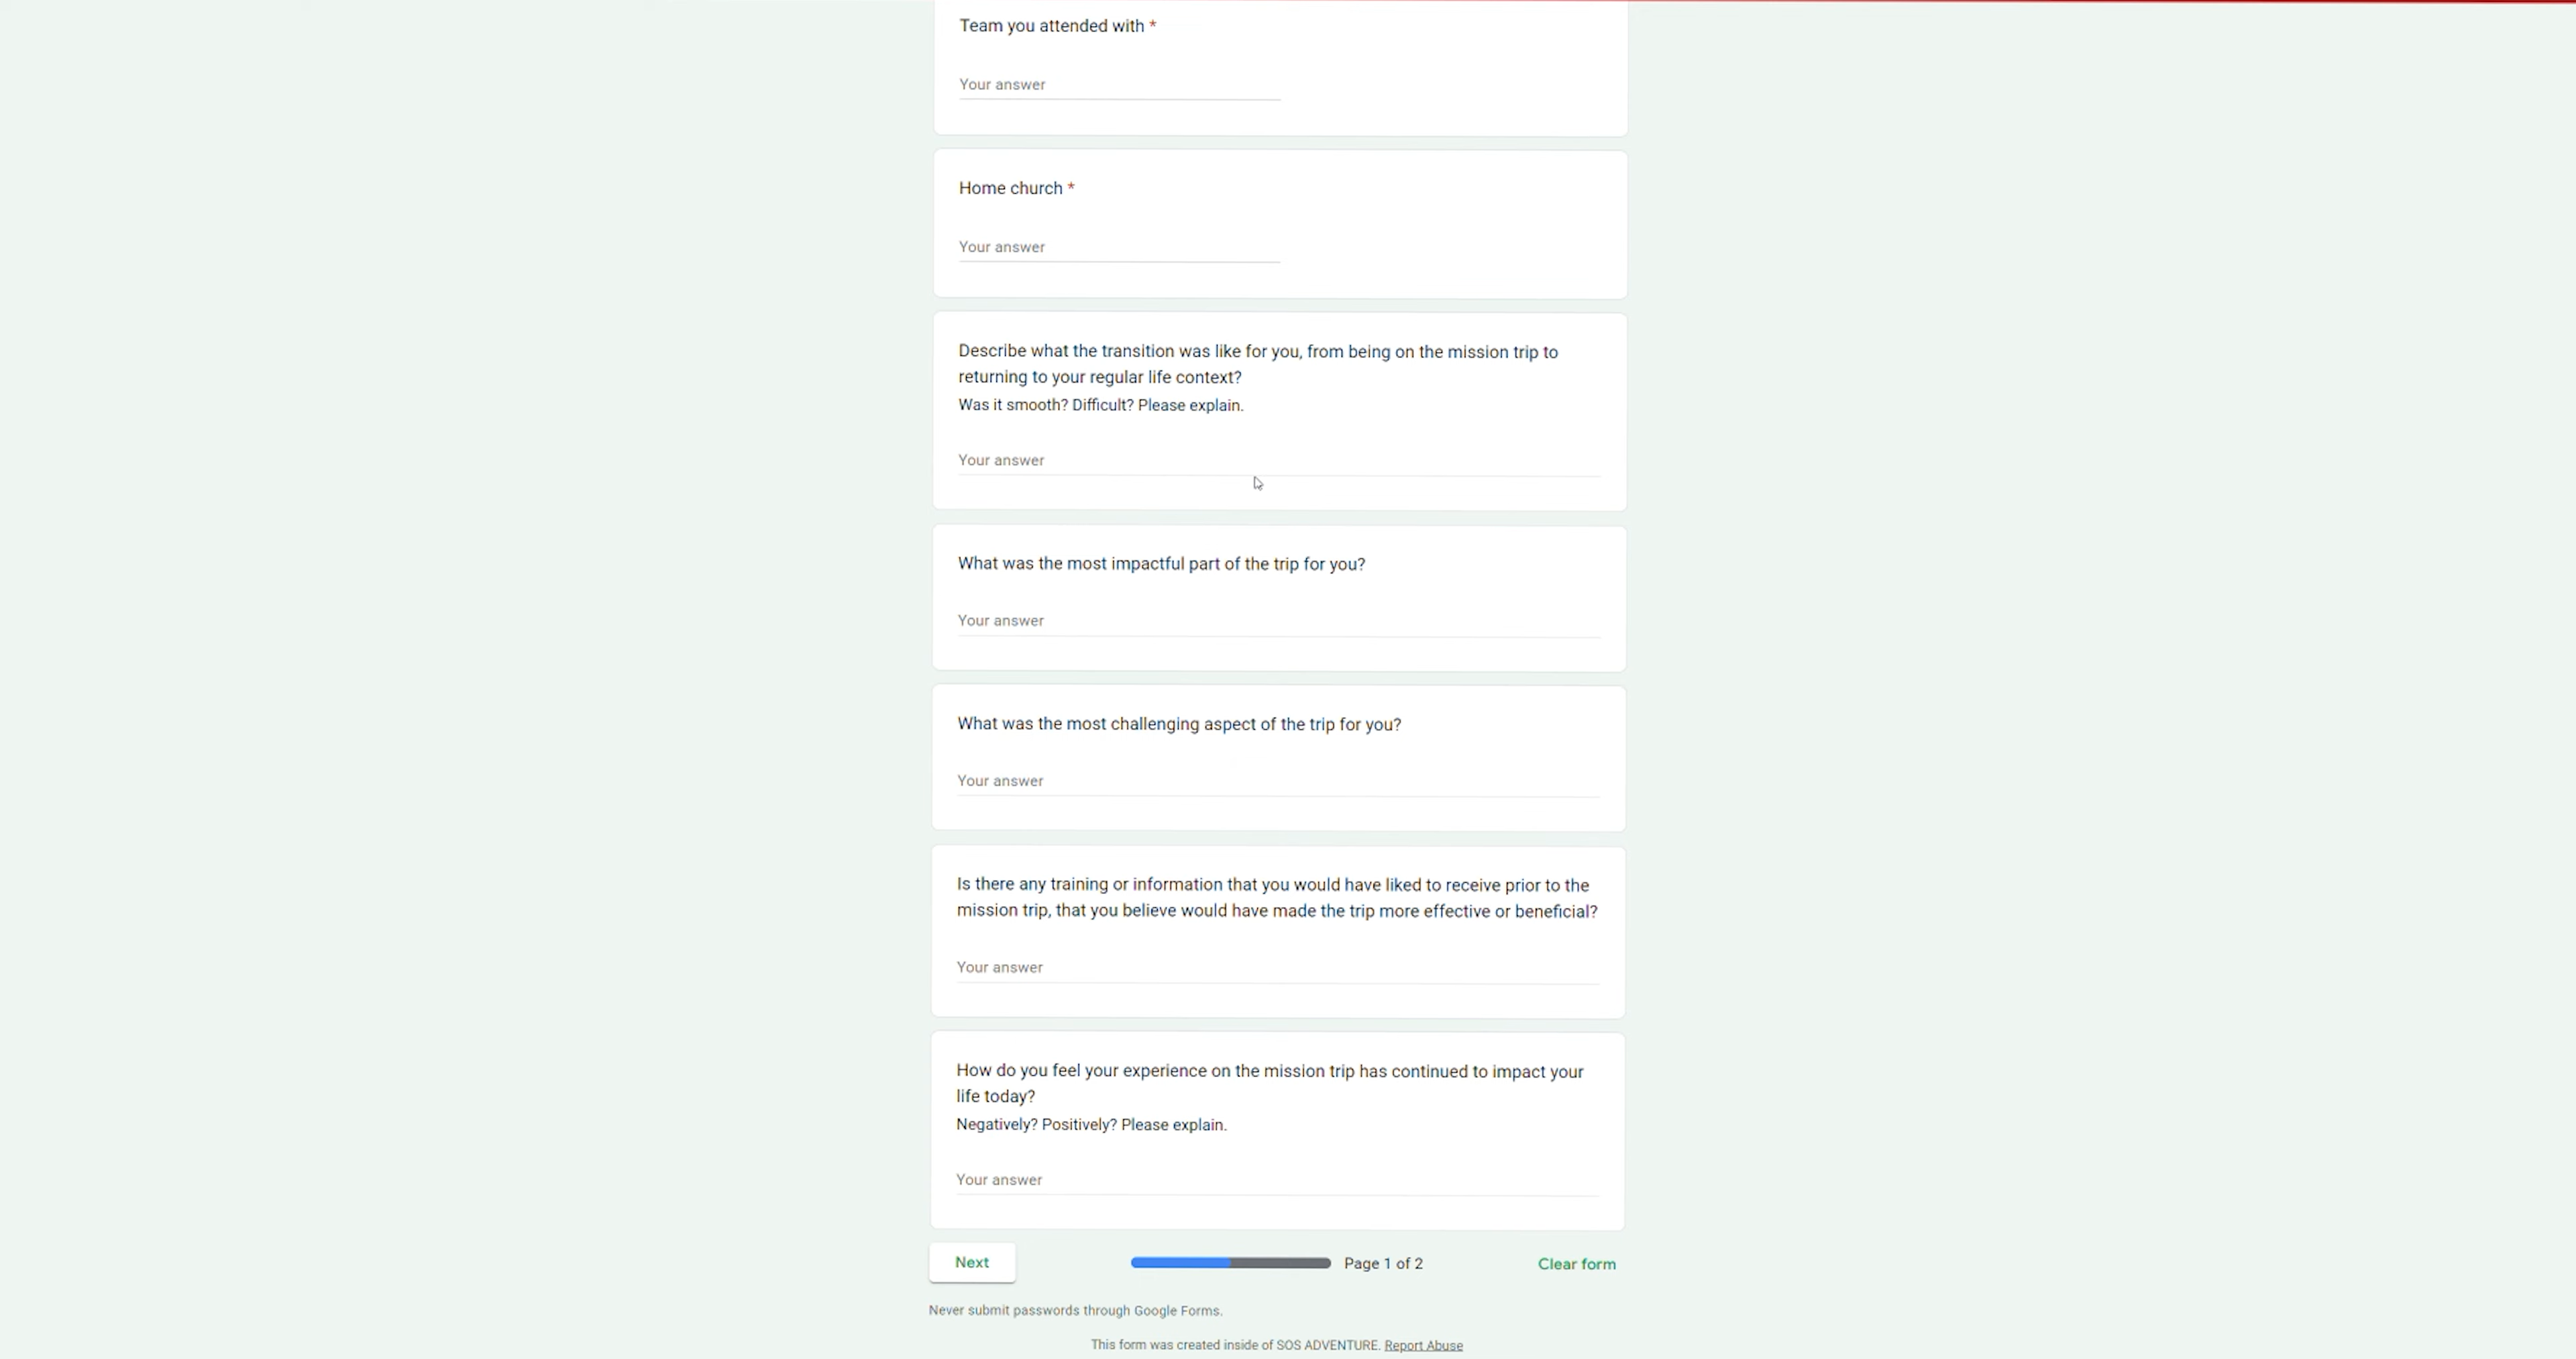 Team you attended with *
Your answer
Home church *
Your answer
Describe what the transition was like for you, from being on the mission trip to
returning to your regular life context?
Was it smooth? Difficult? Please explain.
Your answer
What was the most impactful part of the trip for you?
Your answer
What was the most challenging aspect of the trip for you?
Your answer
Is there any training or information that you would have liked to receive prior to the
mission trip, that you believe would have made the trip more effective or beneficial?
Your answer
How do you feel your experience on the mission trip has continued to impact your
life today?
Negatively? Positively? Please explain.
Your answer
Next
Page 1 of 2
Clear form
Never submit passwords through Google Forms.
This form was created inside of SOS ADVENTURE. Report Abuse